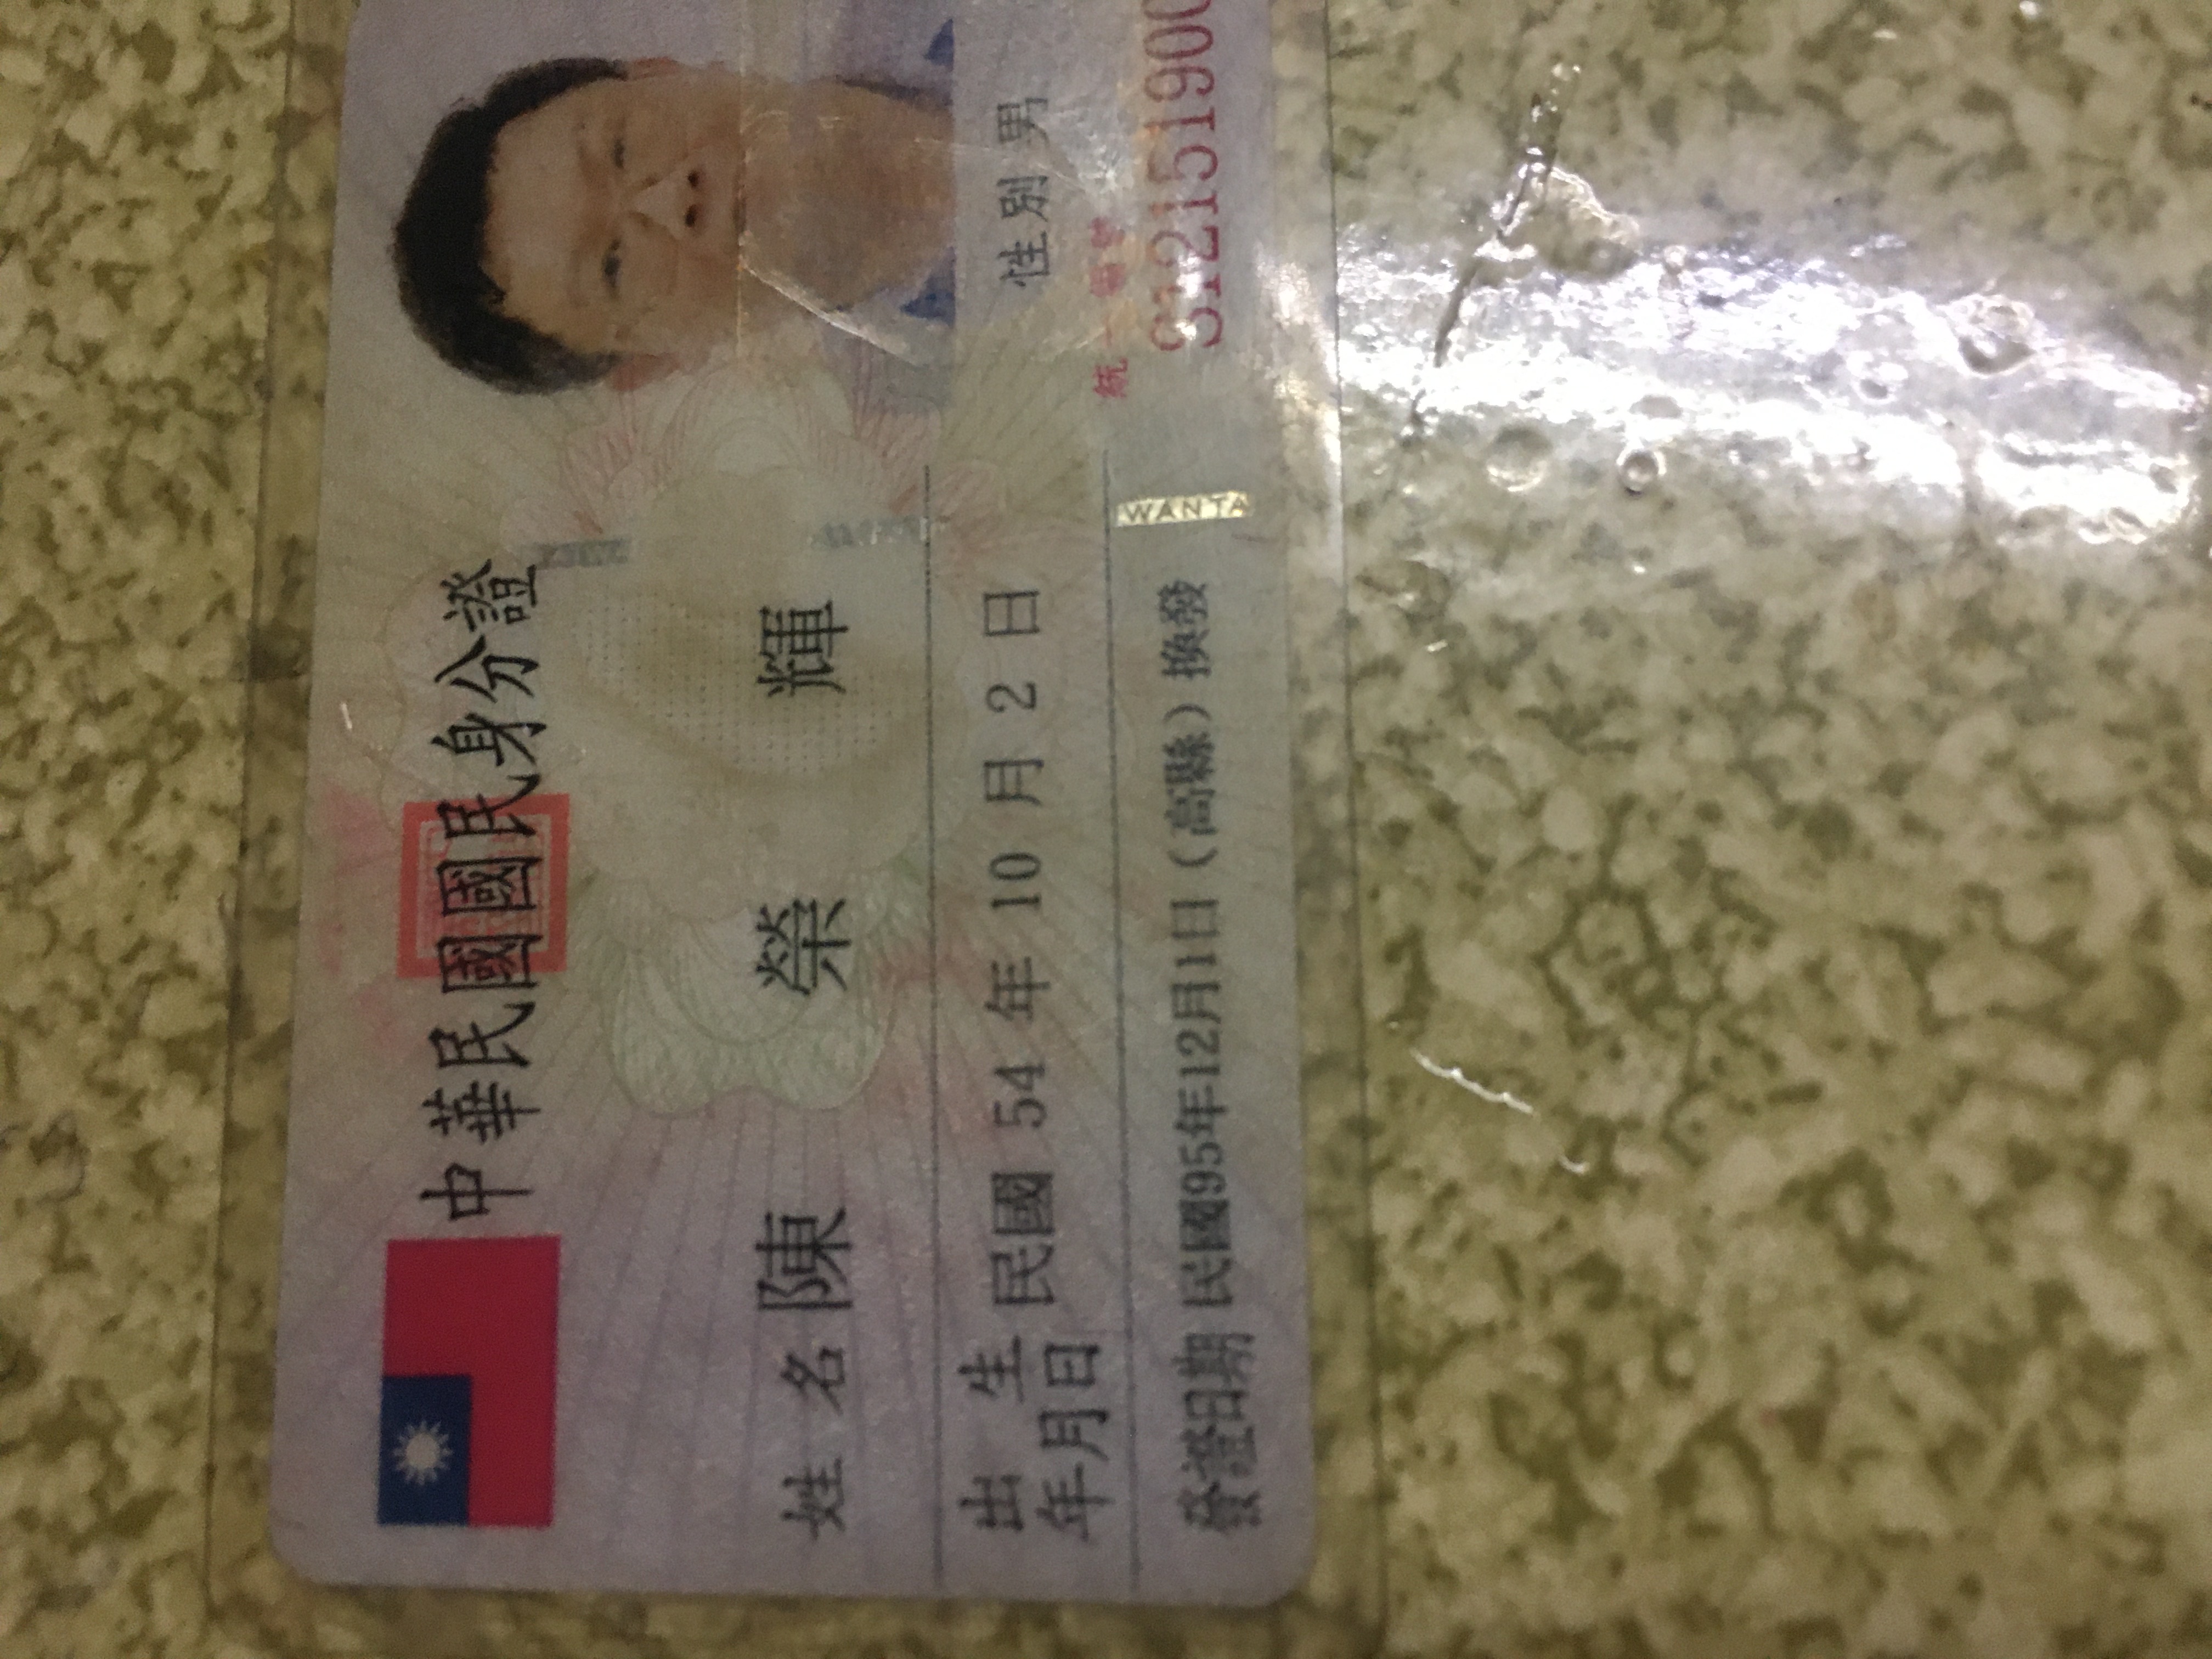 中華民國國民身分證
姓名 陳榮輝
出生年月日 民國 54 年 10 月 2 日
性別 男
發證日期 民國95年12月1日（高縣）換發
統一編號
S12151900
WANTA